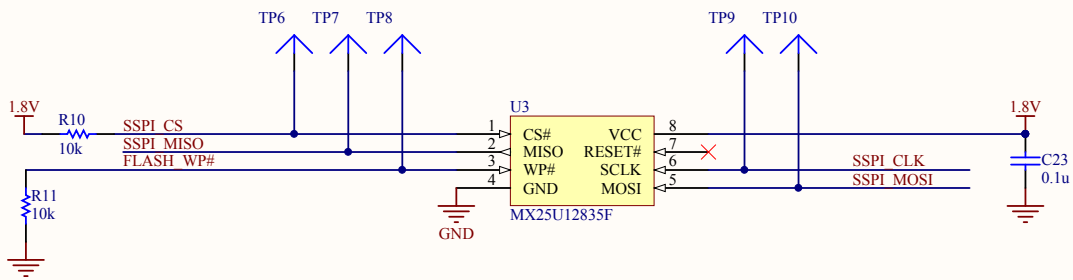 TP6 TP7 TP8 TP9 TP10
1.8V U3 1.8V
R10 SSPI_CS 1 CS# VCC 8
10k SSPI_MISO 2 MISO RESET# 7
FLASH_WP# 3 WP# SCLK 6 SSPI_CLK C23
R11 4 GND MOSI 5 SSPI_MOSI 0.1u
10k MX25U12835F
GND